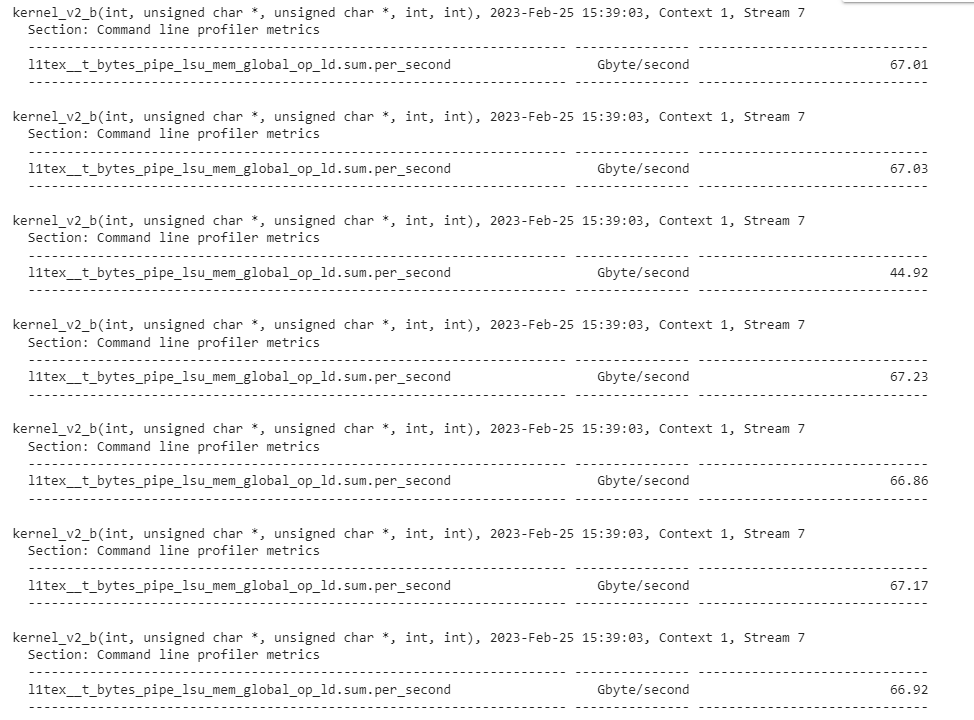 kernel_v2_b(int, unsigned char *, unsigned char *, int, int), 2023-Feb-25 15:39:03, Context 1, Stream 7
Section: Command line profiler metrics
---------------------------------------------------------------------- --------------- ------------------------------
l1tex__t_bytes_pipe_lsu_mem_global_op_ld.sum.per_second Gbyte/second 67.01
---------------------------------------------------------------------- --------------- ------------------------------
kernel_v2_b(int, unsigned char *, unsigned char *, int, int), 2023-Feb-25 15:39:03, Context 1, Stream 7
Section: Command line profiler metrics
---------------------------------------------------------------------- --------------- ------------------------------
l1tex__t_bytes_pipe_lsu_mem_global_op_ld.sum.per_second Gbyte/second 67.03
---------------------------------------------------------------------- --------------- ------------------------------
kernel_v2_b(int, unsigned char *, unsigned char *, int, int), 2023-Feb-25 15:39:03, Context 1, Stream 7
Section: Command line profiler metrics
---------------------------------------------------------------------- --------------- ------------------------------
l1tex__t_bytes_pipe_lsu_mem_global_op_ld.sum.per_second Gbyte/second 44.92
---------------------------------------------------------------------- --------------- ------------------------------
kernel_v2_b(int, unsigned char *, unsigned char *, int, int), 2023-Feb-25 15:39:03, Context 1, Stream 7
Section: Command line profiler metrics
---------------------------------------------------------------------- --------------- ------------------------------
l1tex__t_bytes_pipe_lsu_mem_global_op_ld.sum.per_second Gbyte/second 67.23
---------------------------------------------------------------------- --------------- ------------------------------
kernel_v2_b(int, unsigned char *, unsigned char *, int, int), 2023-Feb-25 15:39:03, Context 1, Stream 7
Section: Command line profiler metrics
---------------------------------------------------------------------- --------------- ------------------------------
l1tex__t_bytes_pipe_lsu_mem_global_op_ld.sum.per_second Gbyte/second 66.86
---------------------------------------------------------------------- --------------- ------------------------------
kernel_v2_b(int, unsigned char *, unsigned char *, int, int), 2023-Feb-25 15:39:03, Context 1, Stream 7
Section: Command line profiler metrics
---------------------------------------------------------------------- --------------- ------------------------------
l1tex__t_bytes_pipe_lsu_mem_global_op_ld.sum.per_second Gbyte/second 67.17
---------------------------------------------------------------------- --------------- ------------------------------
kernel_v2_b(int, unsigned char *, unsigned char *, int, int), 2023-Feb-25 15:39:03, Context 1, Stream 7
Section: Command line profiler metrics
---------------------------------------------------------------------- --------------- ------------------------------
l1tex__t_bytes_pipe_lsu_mem_global_op_ld.sum.per_second Gbyte/second 66.92
---------------------------------------------------------------------- --------------- ------------------------------